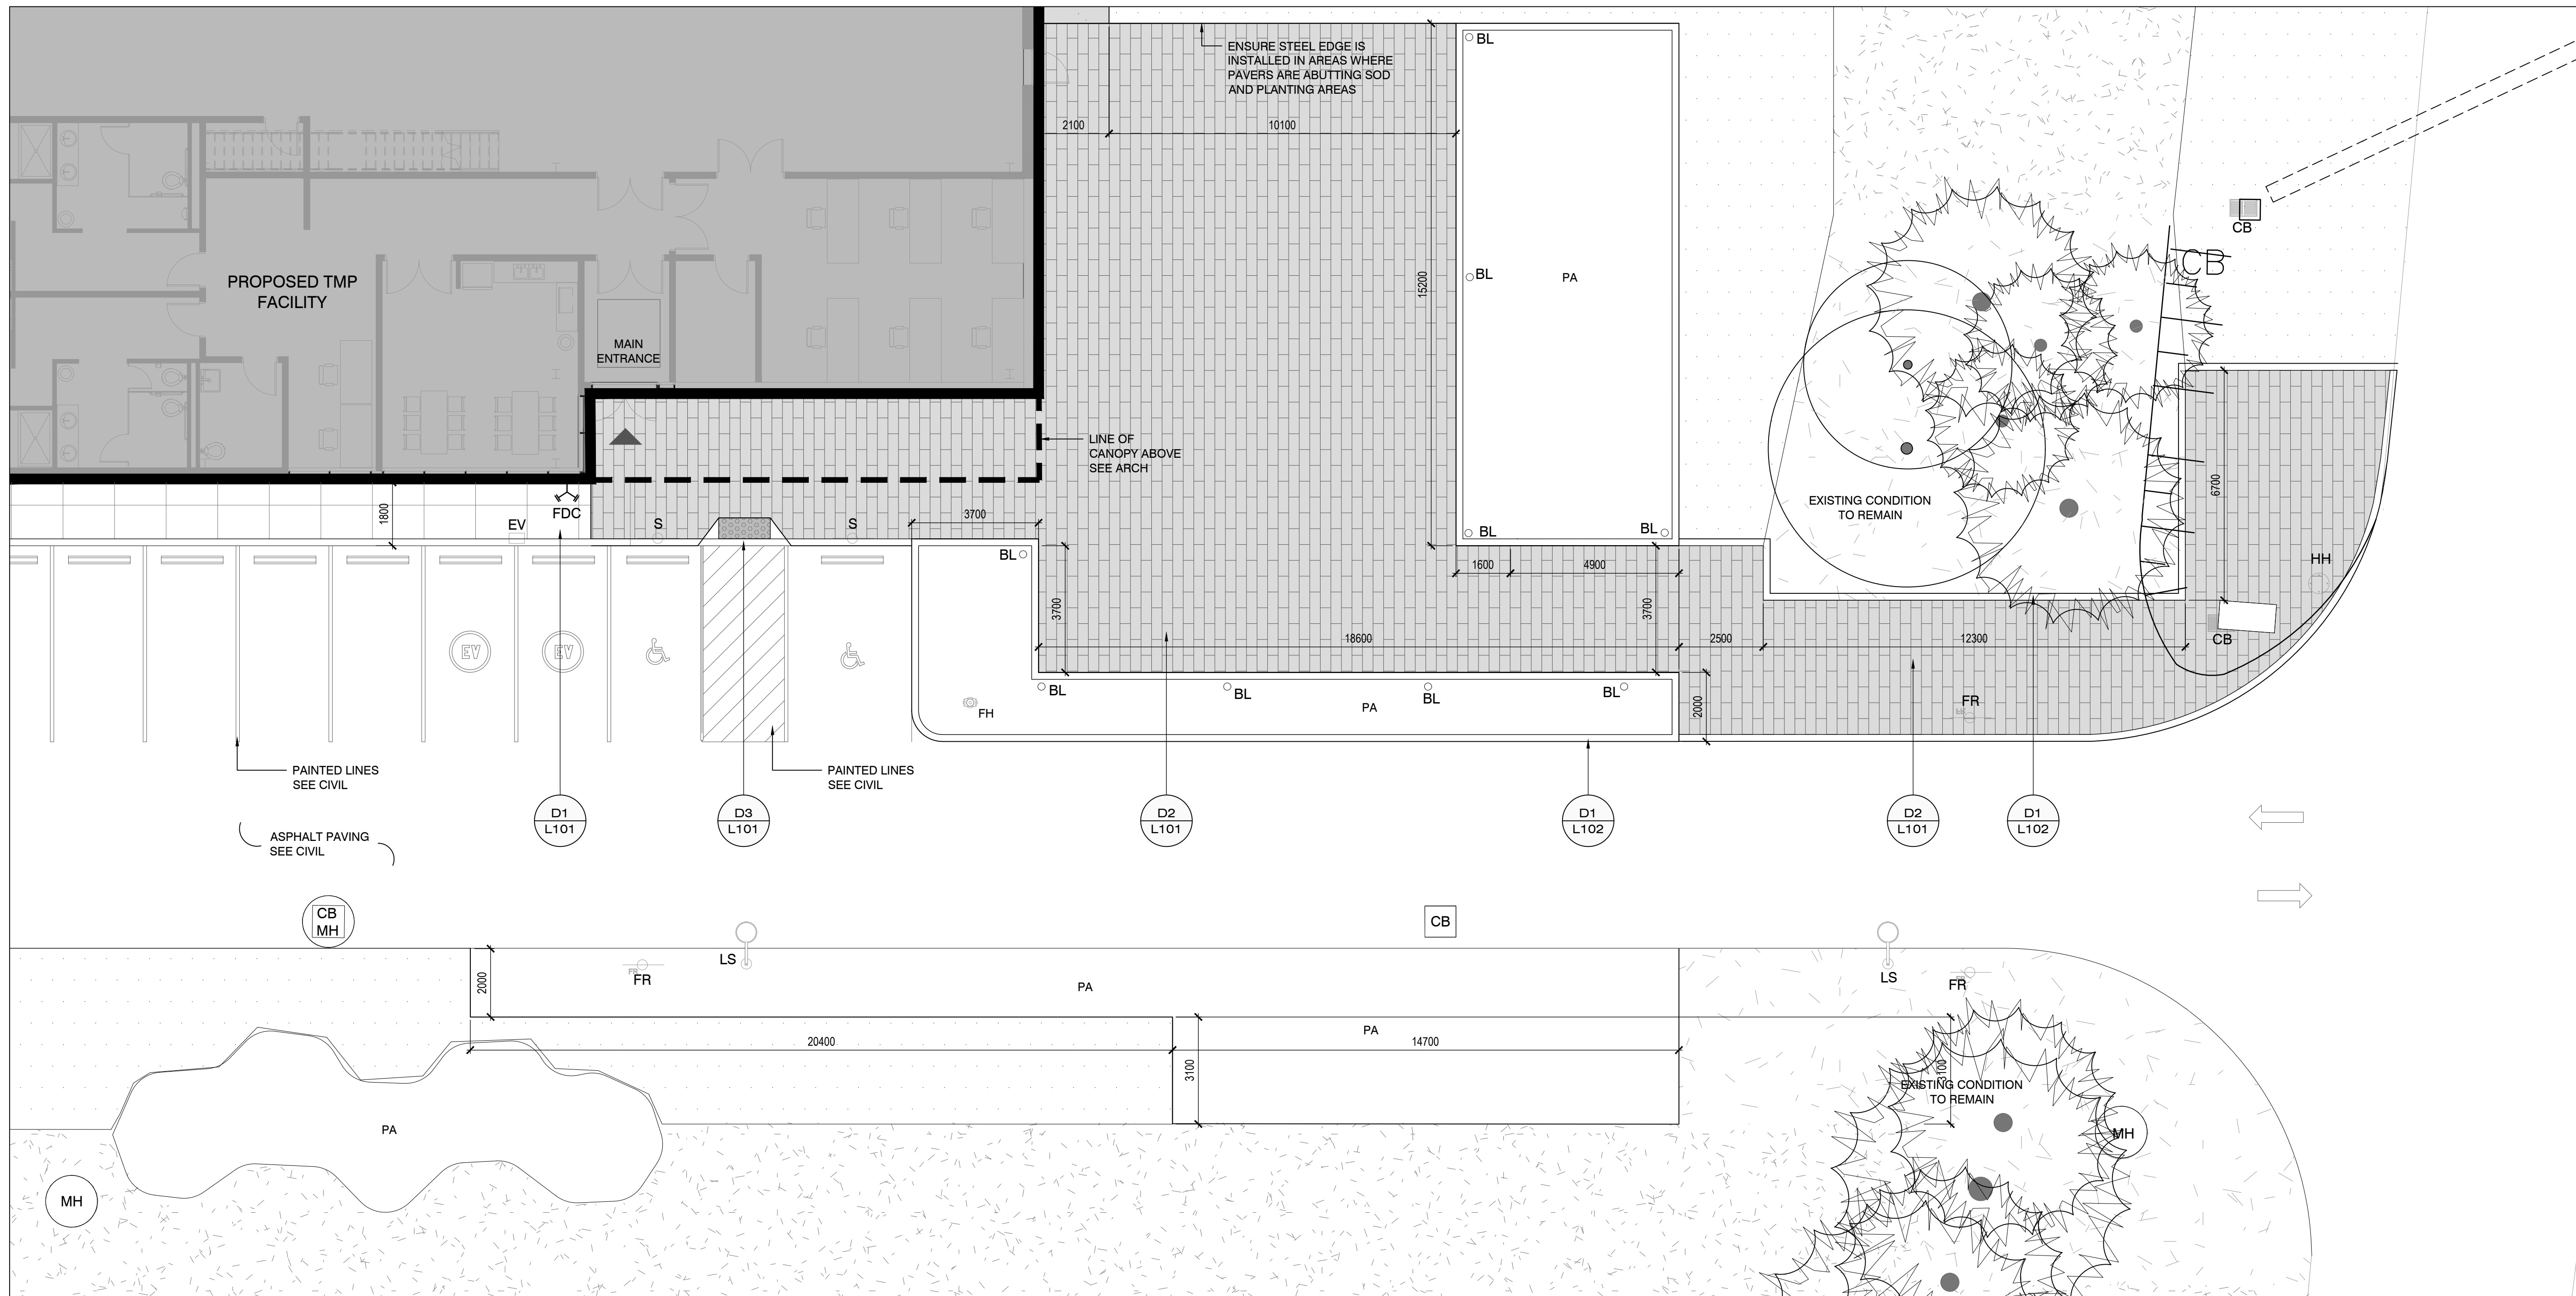 ENSURE STEEL EDGE IS
INSTALLED IN AREAS WHERE
PAVERS ARE ABUTTING SOD
AND PLANTING AREAS
BL
2100
10100
CB
CB
PROPOSED TMP
FACILITY
15200
BL
PA
MAIN
ENTRANCE
LINE OF
CANOPY ABOVE
SEE ARCH
EXISTING CONDITION
TO REMAIN
6700
1800
FDC
EV
S
S
3700
BL
BL
BL
1600
4900
HH
3700
3700
EV
EV
18600
2500
12300
CB
BL
BL
BL
BL
FH
PA
2000
FR
PAINTED LINES
SEE CIVIL
PAINTED LINES
SEE CIVIL
D1
L101
D3
L101
D2
L101
D1
L102
D2
L101
D1
L102
ASPHALT PAVING
SEE CIVIL
CB
MH
CB
LS
FR
FR
2000
PA
LS
FR
PA
20400
14700
3100
3100
EXISTING CONDITION
TO REMAIN
PA
MH
MH